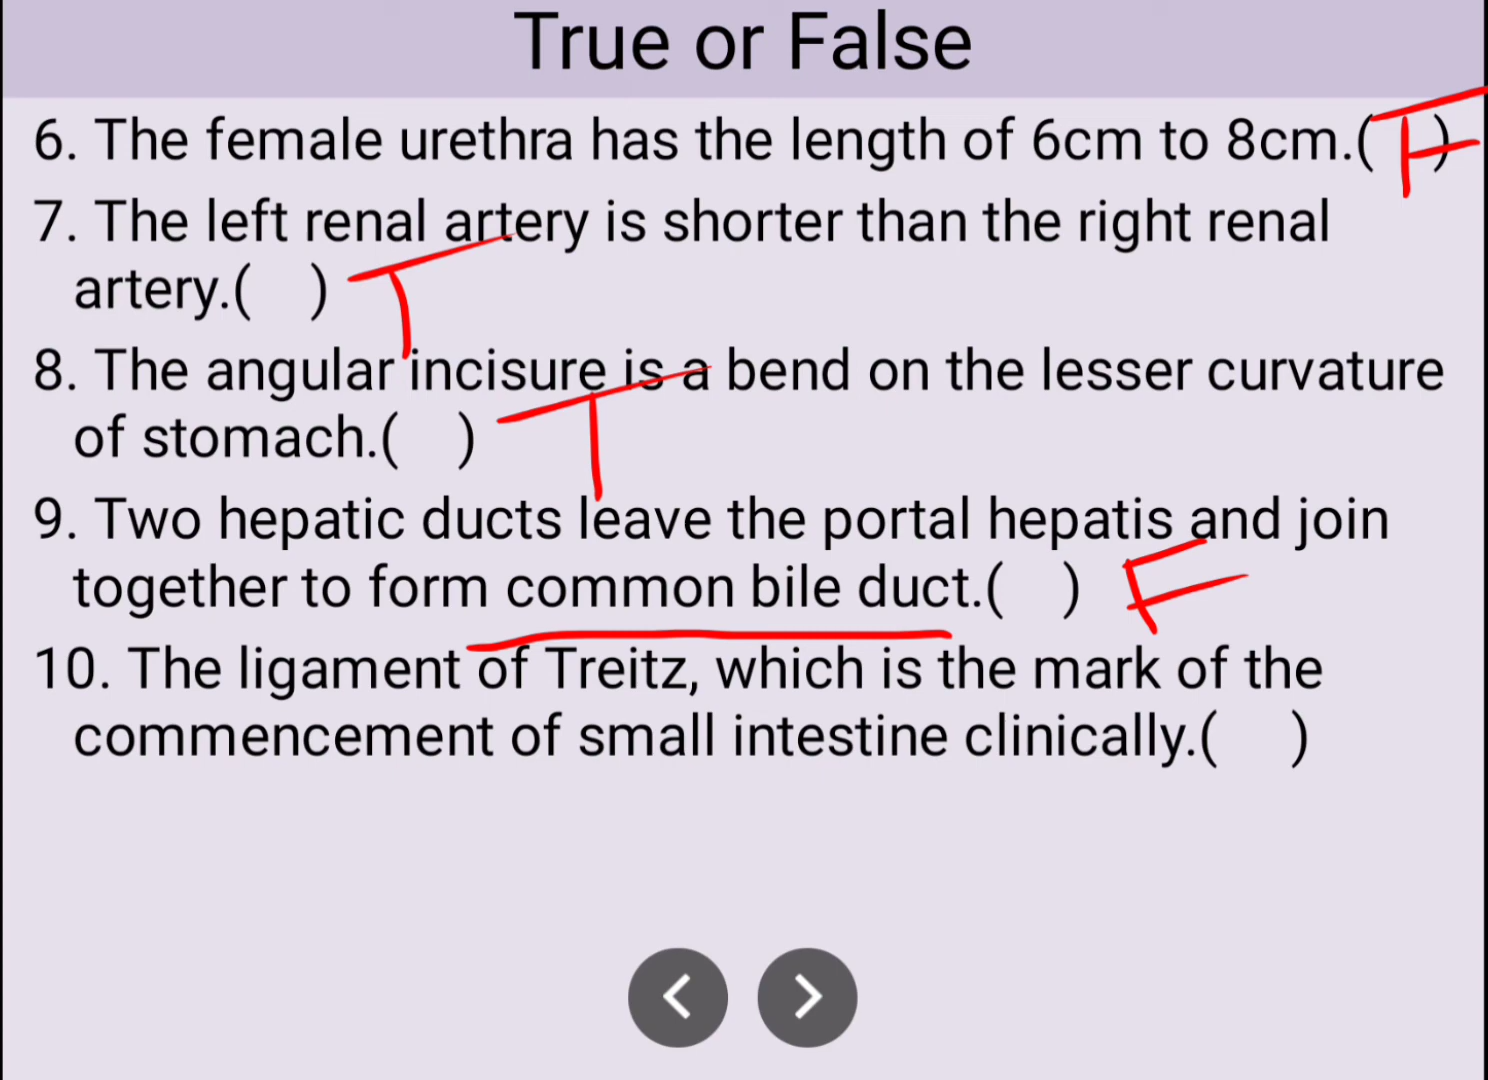 True or False
6. The female urethra has the length of 6cm to 8cm.(F)
7. The left renal artery is shorter than the right renal
artery.( ) T
8. The angular incisure is a bend on the lesser curvature
of stomach.( ) T
9. Two hepatic ducts leave the portal hepatis and join
together to form common bile duct.( ) F
10. The ligament of Treitz, which is the mark of the
commencement of small intestine clinically.( )